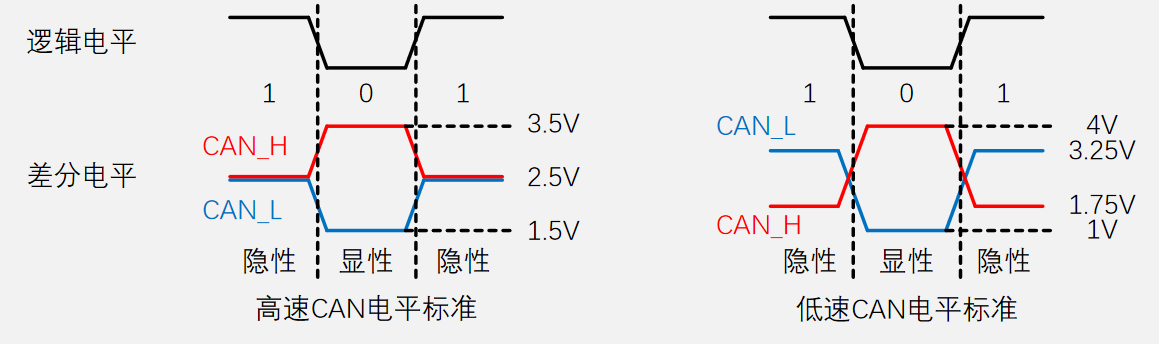 逻辑电平
1 0 1
3.5V
CAN_H
差分电平
2.5V
CAN_L
1.5V
隐性 显性 隐性
高速CAN电平标准
1 0 1
CAN_L
4V
3.25V
1.75V
CAN_H
1V
隐性 显性 隐性
低速CAN电平标准